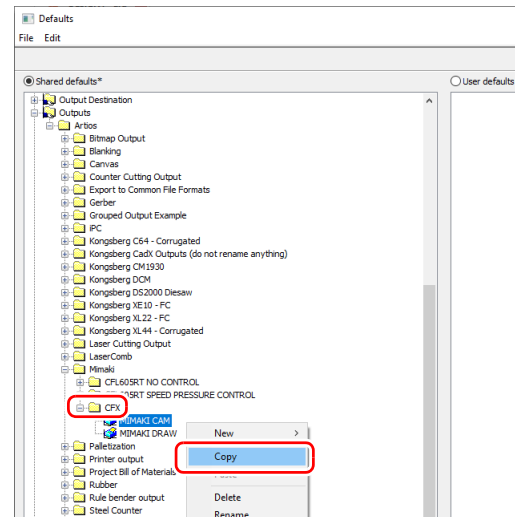 Defaults
File Edit
Shared defaults* User defaults
Output Destination
Outputs
Artios
Bitmap Output
Blanking
Canvas
Counter Cutting Output
Export to Common File Formats
Gerber
Grouped Output Example
iPC
Kongsberg C64 - Corrugated
Kongsberg CadX Outputs (do not rename anything)
Kongsberg CM1930
Kongsberg DCM
Kongsberg DS2000 Diesaw
Kongsberg XE10 - FC
Kongsberg XL22 - FC
Kongsberg XL44 - Corrugated
Laser Cutting Output
LaserComb
Mimaki
CFL605RT NO CONTROL
605RT SPEED PRESSURE CONTROL
CFX
MIMAKI CAM
MIMAKI DRAW New >
Palletization
Printer output Copy
Project Bill of Materials
Rubber
Rule bender output Delete
Steel Counter Rename